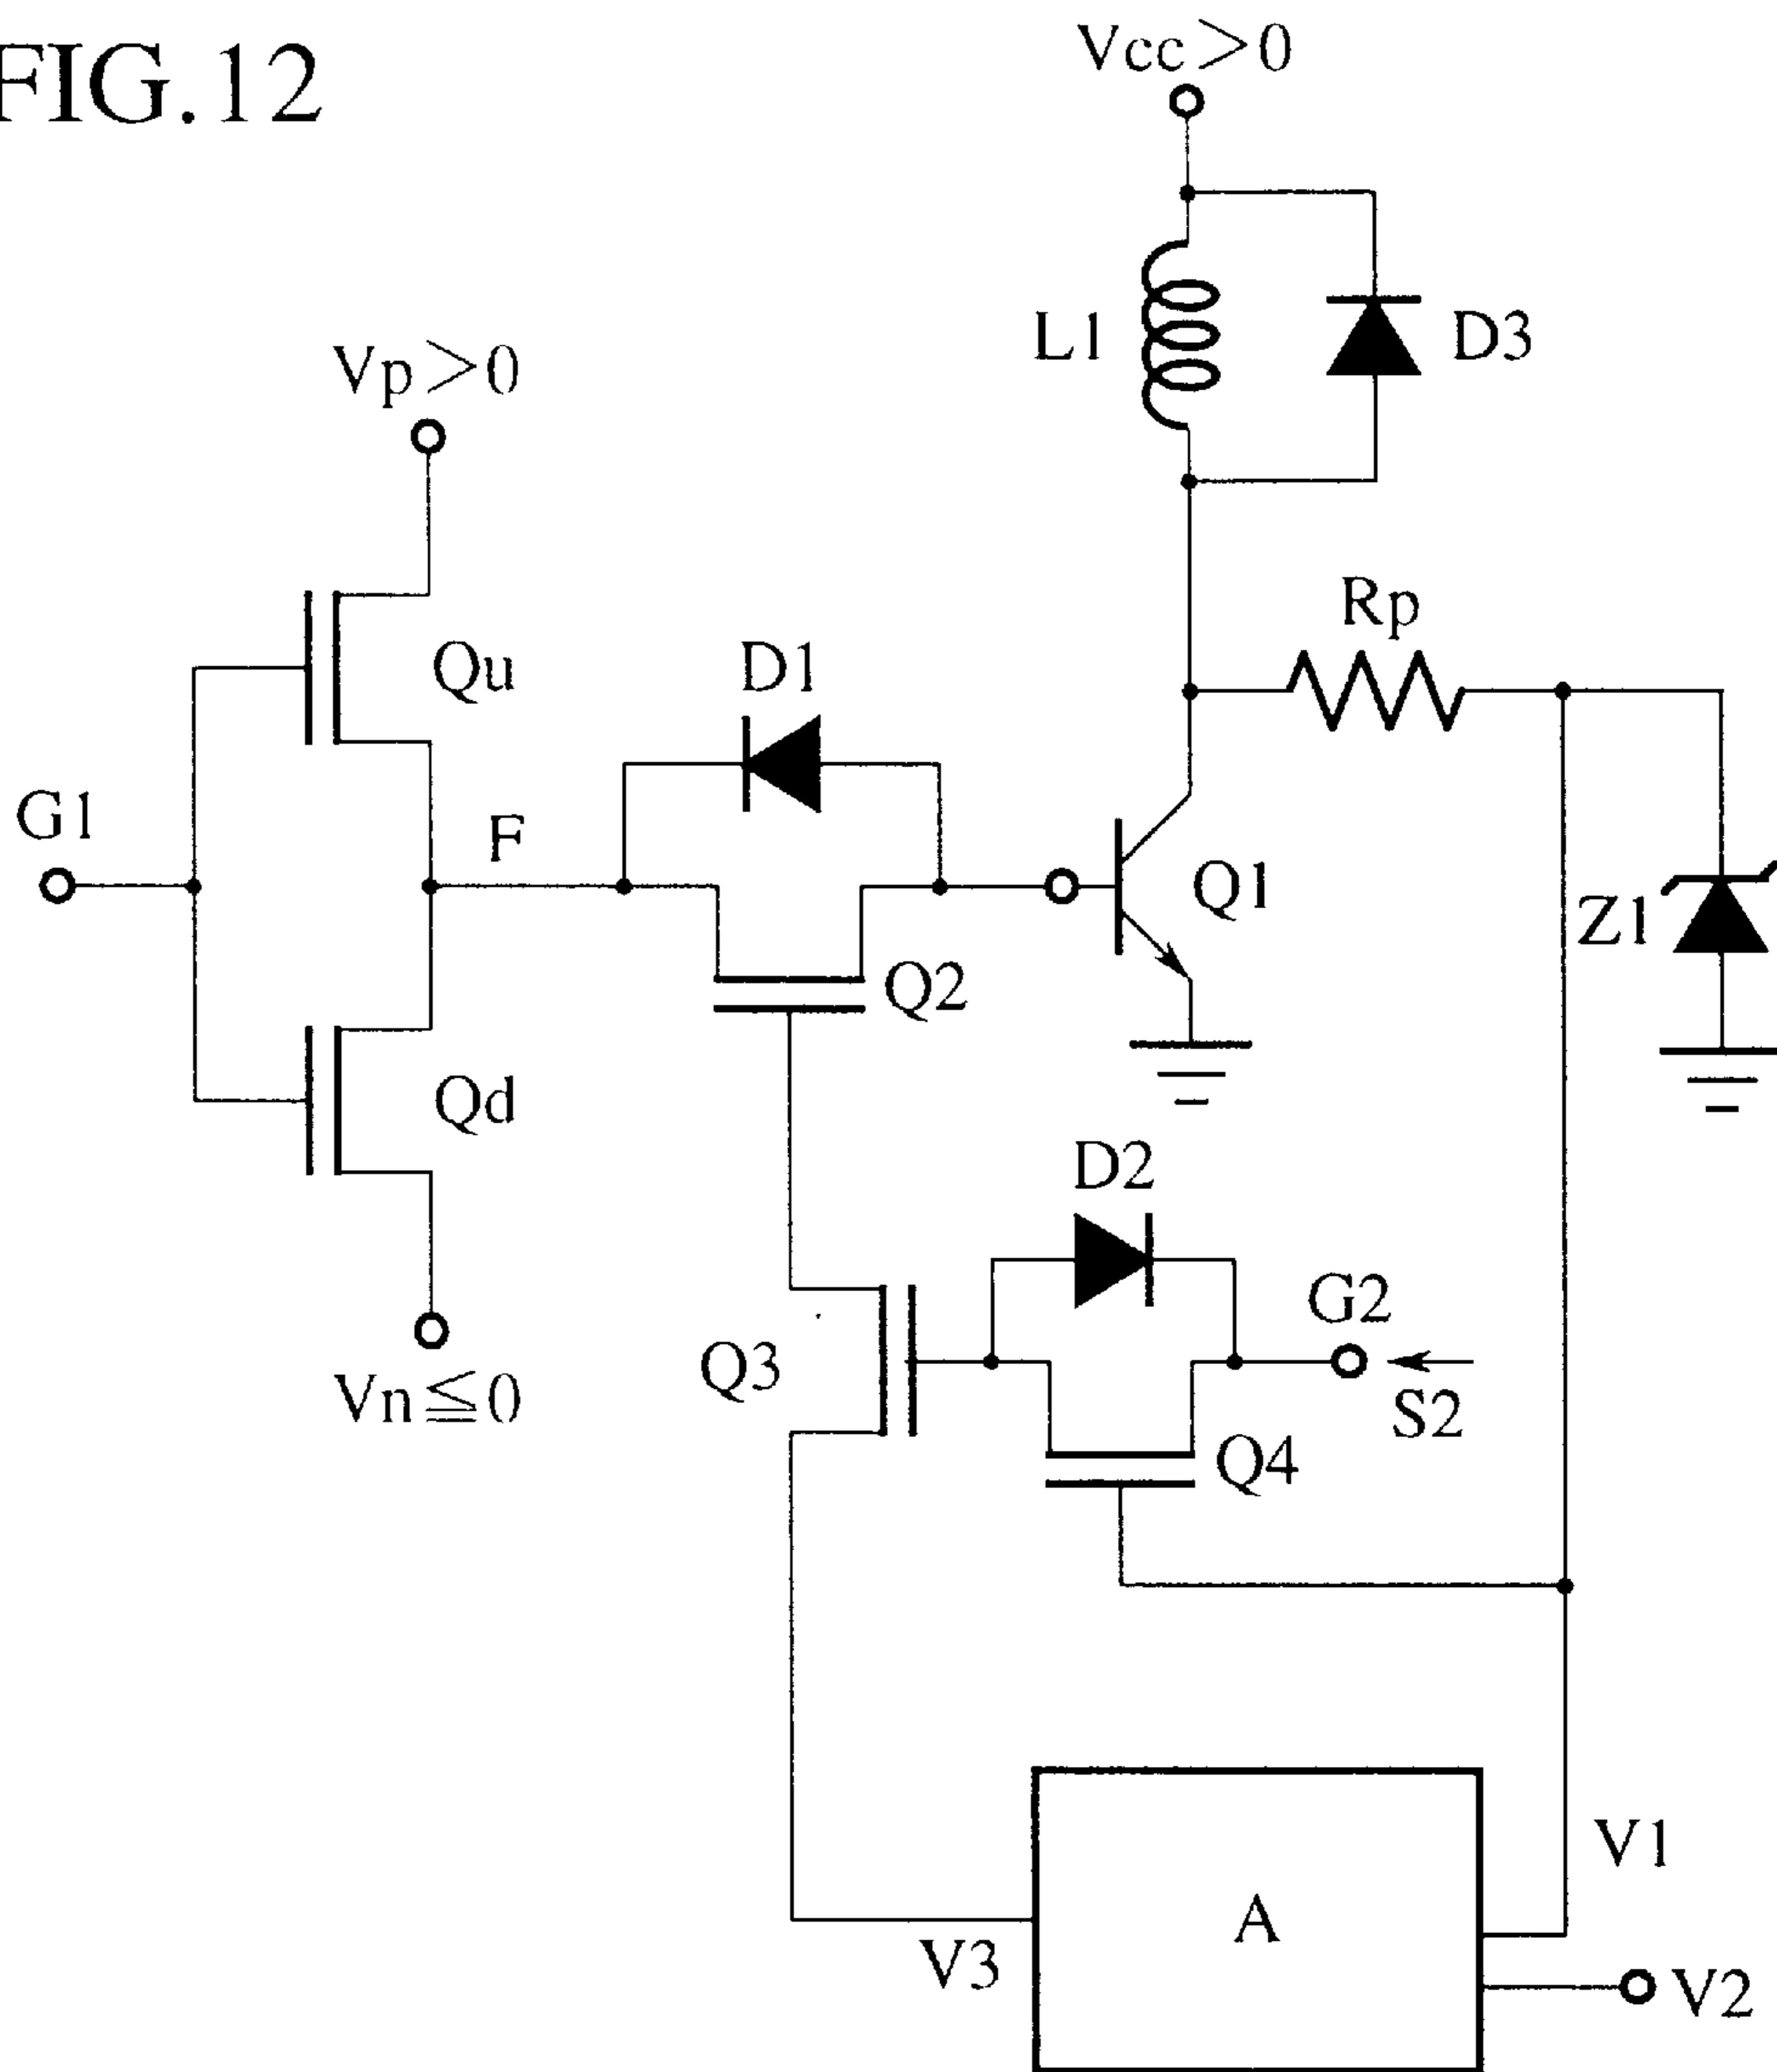 FIG.12
Vcc>0
L1
D3
Vp>0
Rp
Qu
D1
G1
F
Q1
Z1
Q2
Qd
D2
G2
Q3
Vn≦0
S2
Q4
V1
A
V3
V2